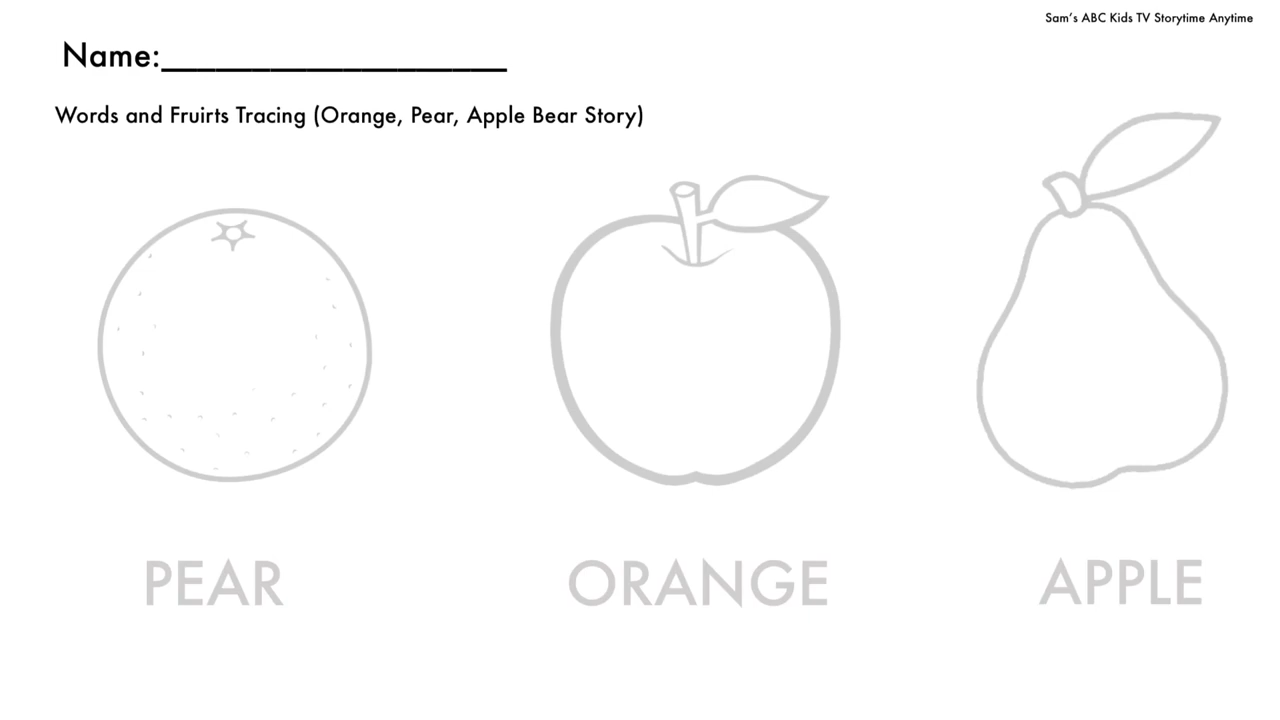 Sam's ABC Kids TV Storytime Anytime
Name:___________________
Words and Fruirts Tracing (Orange, Pear, Apple Bear Story)
PEAR ORANGE APPLE